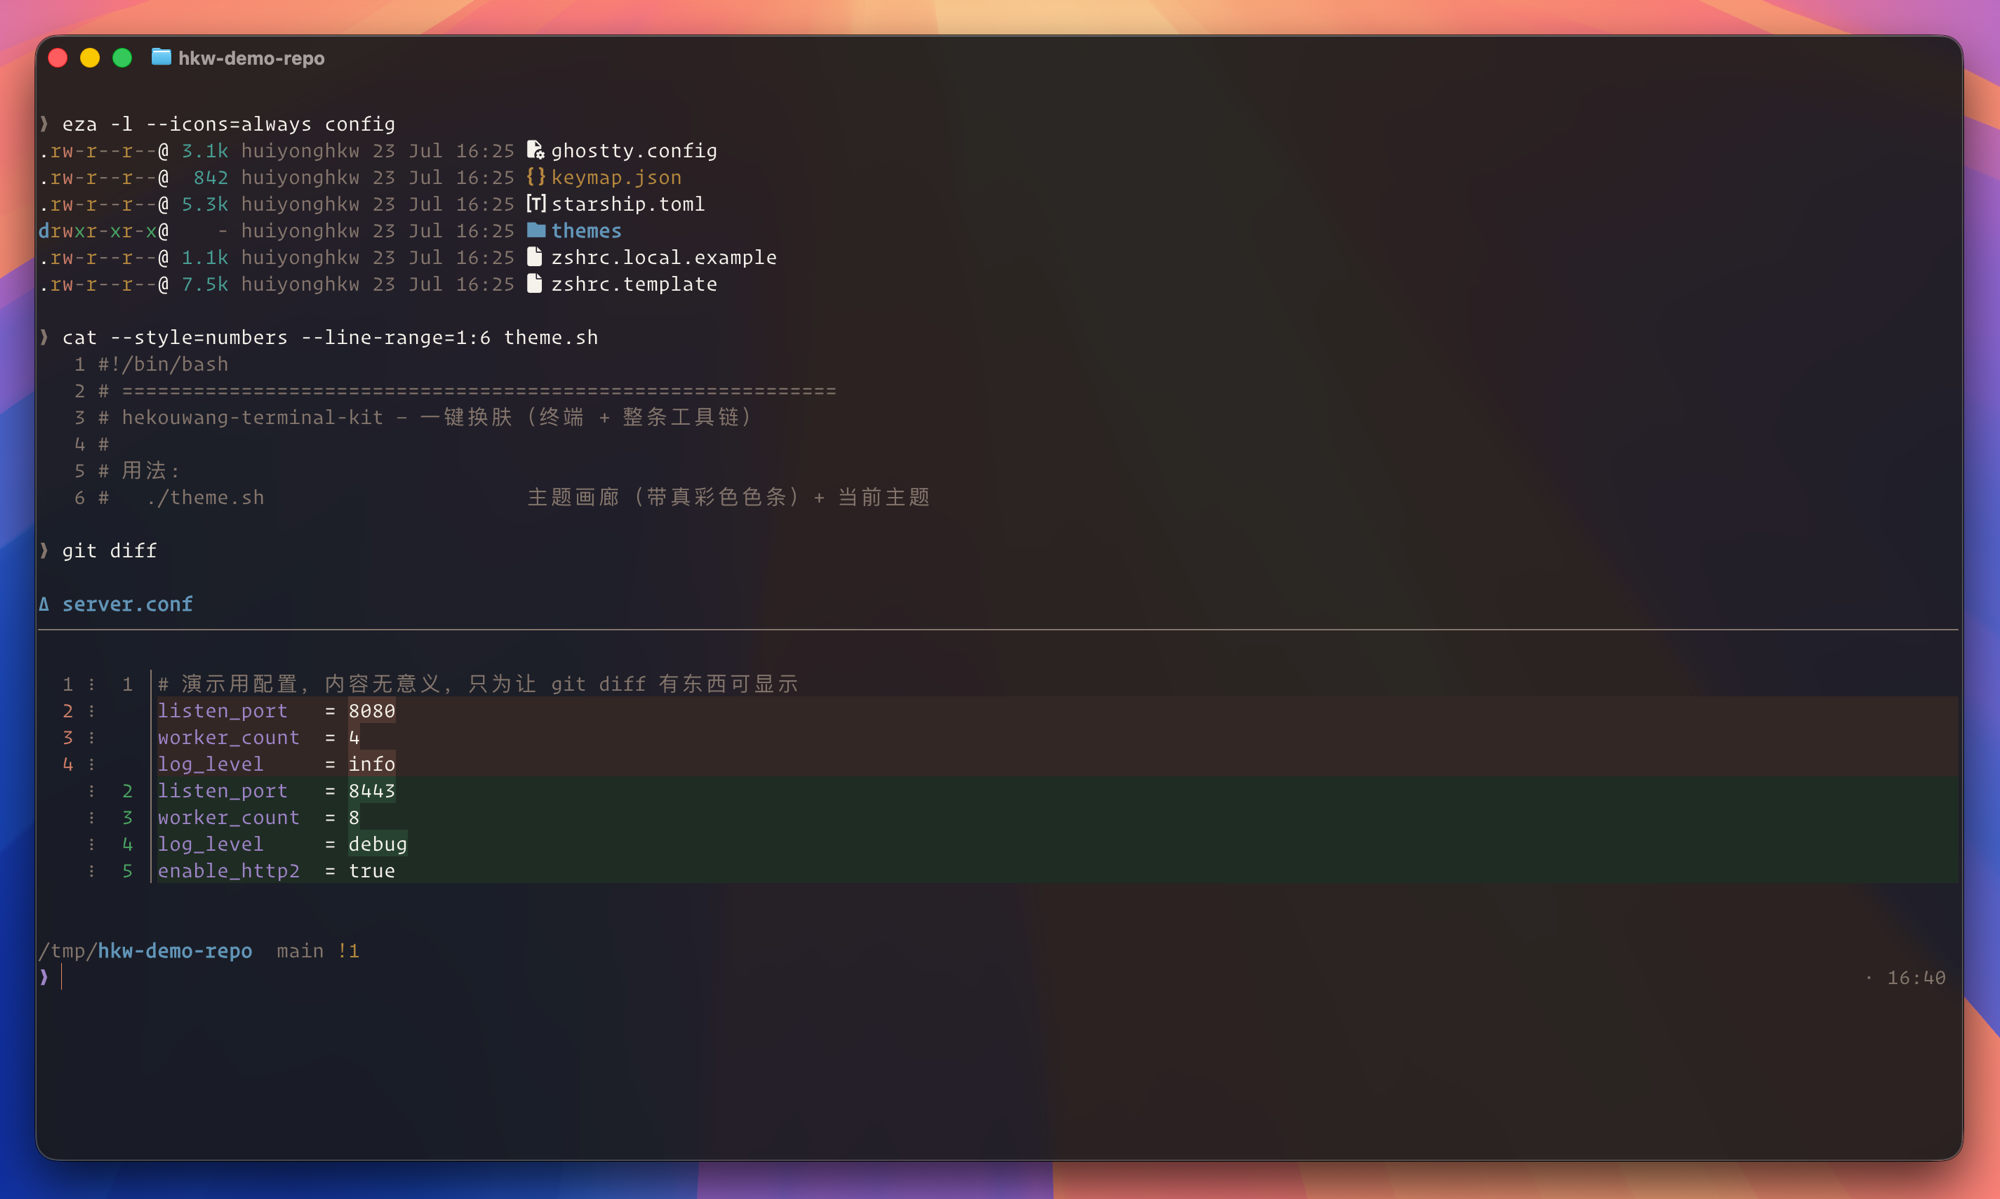 hkw-demo-repo
❯ eza -l --icons=always config
.rw-r--r--@ 3.1k huiyonghkw 23 Jul 16:25 ghostty.config
.rw-r--r--@ 842 huiyonghkw 23 Jul 16:25 {} keymap.json
.rw-r--r--@ 5.3k huiyonghkw 23 Jul 16:25 [T] starship.toml
drwxr-xr-x@ - huiyonghkw 23 Jul 16:25 themes
.rw-r--r--@ 1.1k huiyonghkw 23 Jul 16:25 zshrc.local.example
.rw-r--r--@ 7.5k huiyonghkw 23 Jul 16:25 zshrc.template
❯ cat --style=numbers --line-range=1:6 theme.sh
1 #!/bin/bash
2 # ============================================================
3 # hekouwang-terminal-kit — 一键换肤（终端 + 整条工具链）
4 #
5 # 用法:
6 #   ./theme.sh                      主题画廊（带真彩色色条）+ 当前主题
❯ git diff
Δ server.conf
1 ⋮ 1 │# 演示用配置, 内容无意义, 只为让 git diff 有东西可显示
2 ⋮   │listen_port   = 8080
3 ⋮   │worker_count  = 4
4 ⋮   │log_level     = info
⋮ 2 │listen_port   = 8443
⋮ 3 │worker_count  = 8
⋮ 4 │log_level     = debug
⋮ 5 │enable_http2  = true
/tmp/hkw-demo-repo  main !1
❯ · 16:40